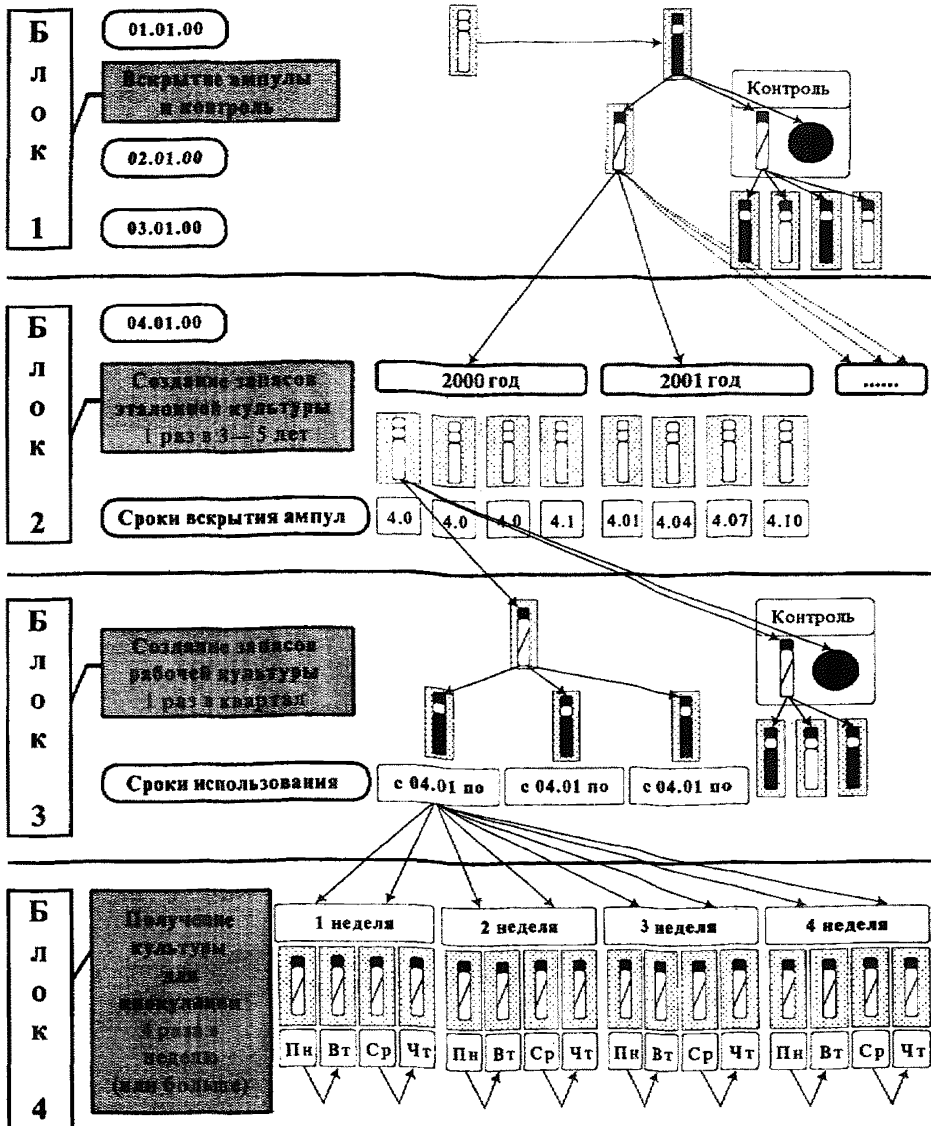 Блок 1
01.01.00
Вскрытие ампулы
и контроль
02.01.00
03.01.00
Контроль
Блок 2
04.01.00
Создание запасов
эталонной культуры
1 раз в 3—5 лет
2000 год
2001 год
......
Сроки вскрытия ампул
4.0
4.0
4.0
4.1
4.01
4.04
4.07
4.10
Блок 3
Создание запасов
рабочей культуры
1 раз в квартал
Контроль
Сроки использования
с 04.01 по
с 04.01 по
с 04.01 по
Блок 4
Получение
культуры
для
инокуляции
4 раза в
неделю
(или больше)
1 неделя
2 неделя
3 неделя
4 неделя
Пн Вт Ср Чт
Пн Вт Ср Чт
Пн Вт Ср Чт
Пн Вт Ср Чт